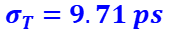 σ_T = 9.71 ps